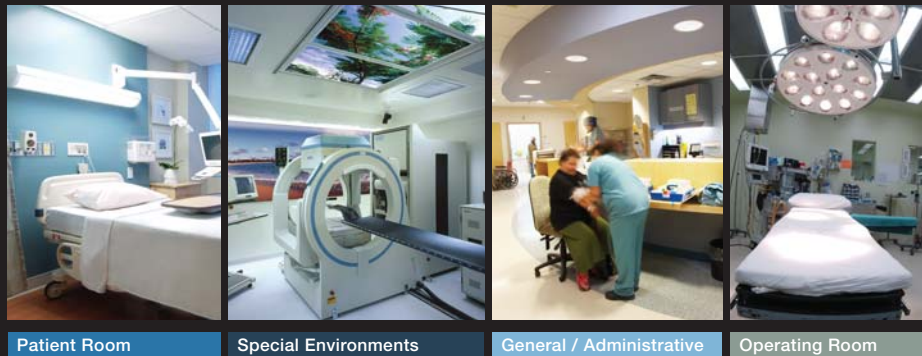 Patient Room
Special Environments
General / Administrative
Operating Room